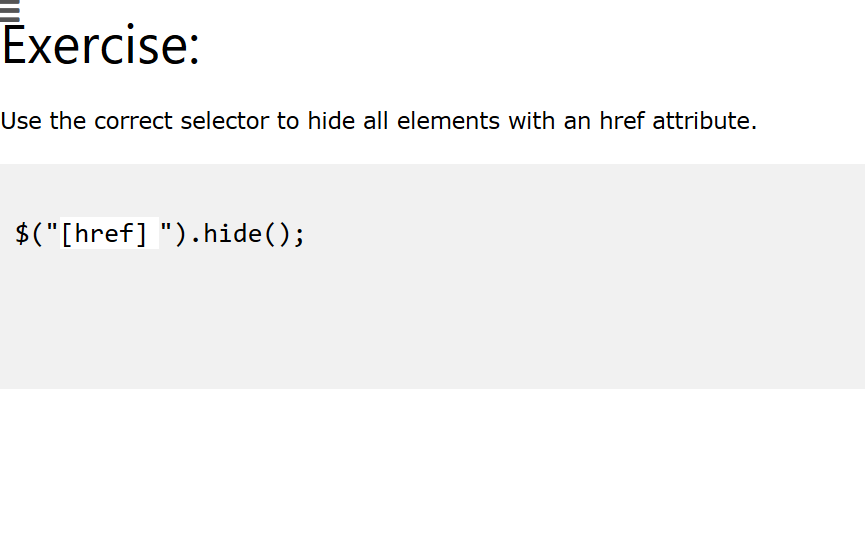 Exercise:
Use the correct selector to hide all elements with an href attribute.
$("[href] ").hide();